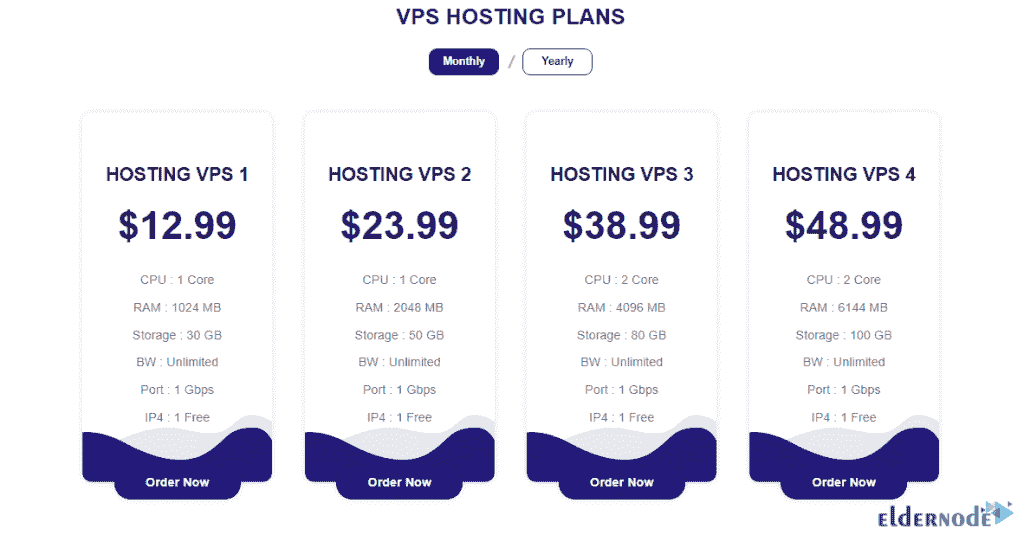 VPS HOSTING PLANS
Monthly / Yearly
HOSTING VPS 1
$12.99
CPU : 1 Core
RAM : 1024 MB
Storage : 30 GB
BW : Unlimited
Port : 1 Gbps
IP4 : 1 Free
Order Now
HOSTING VPS 2
$23.99
CPU : 1 Core
RAM : 2048 MB
Storage : 50 GB
BW : Unlimited
Port : 1 Gbps
IP4 : 1 Free
Order Now
HOSTING VPS 3
$38.99
CPU : 2 Core
RAM : 4096 MB
Storage : 80 GB
BW : Unlimited
Port : 1 Gbps
IP4 : 1 Free
Order Now
HOSTING VPS 4
$48.99
CPU : 2 Core
RAM : 6144 MB
Storage : 100 GB
BW : Unlimited
Port : 1 Gbps
IP4 : 1 Free
Order Now
eldernode